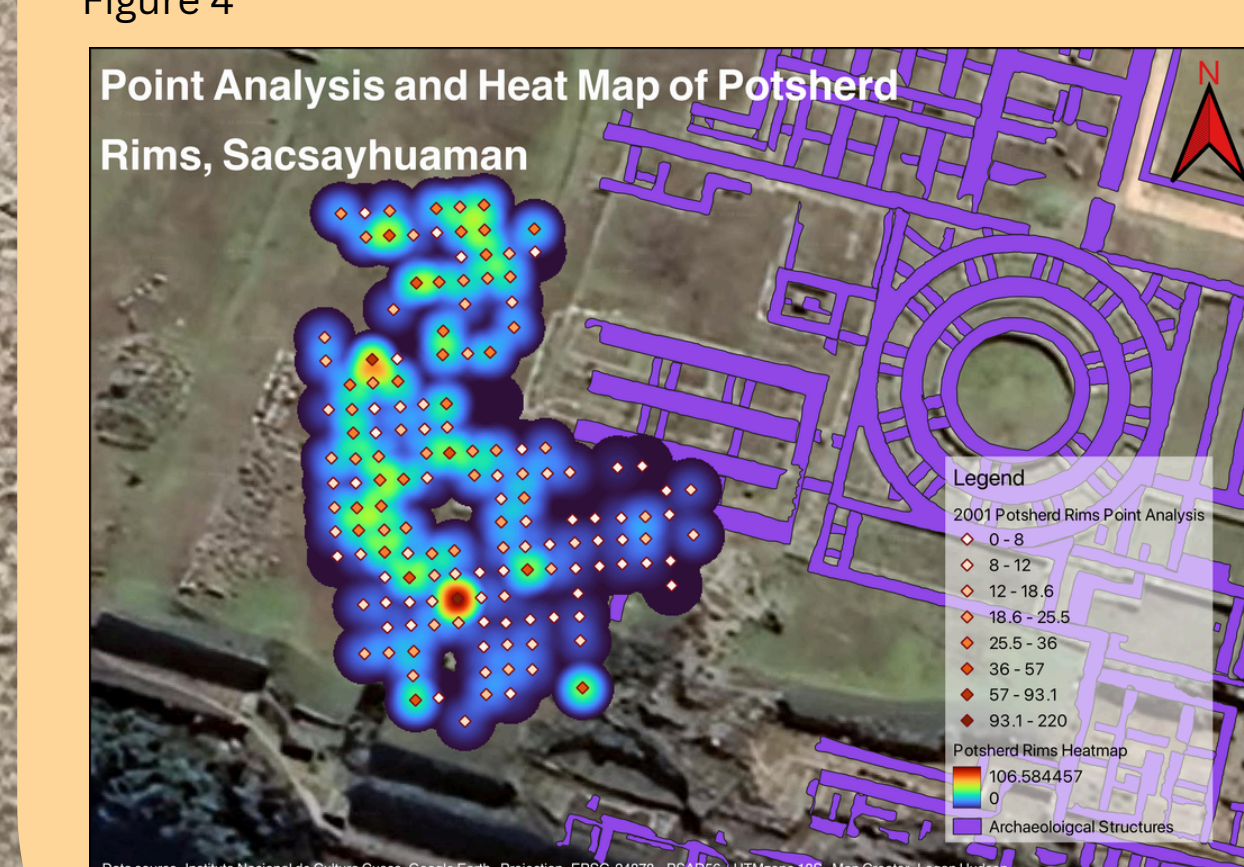 Figure 4
Point Analysis and Heat Map of Potsherd
Rims, Sacsayhuaman
N
Legend
2001 Potsherd Rims Point Analysis
0 - 8
8 - 12
12 - 18.6
18.6 - 25.5
25.5 - 36
36 - 57
57 - 93.1
93.1 - 220
Potsherd Rims Heatmap
106.584457
0
Archaeoloigcal Structures